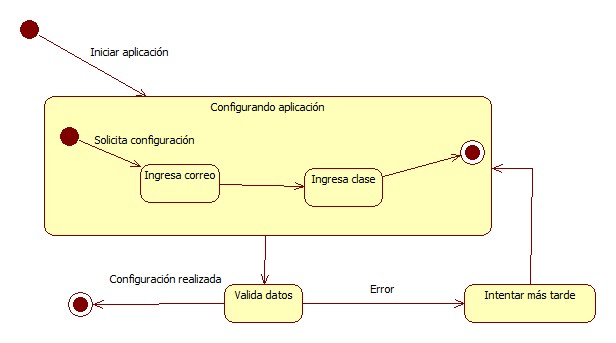 Iniciar aplicación
Configurando aplicación
Solicita configuración
Ingresa correo
Ingresa clase
Configuración realizada
Valida datos
Error
Intentar más tarde